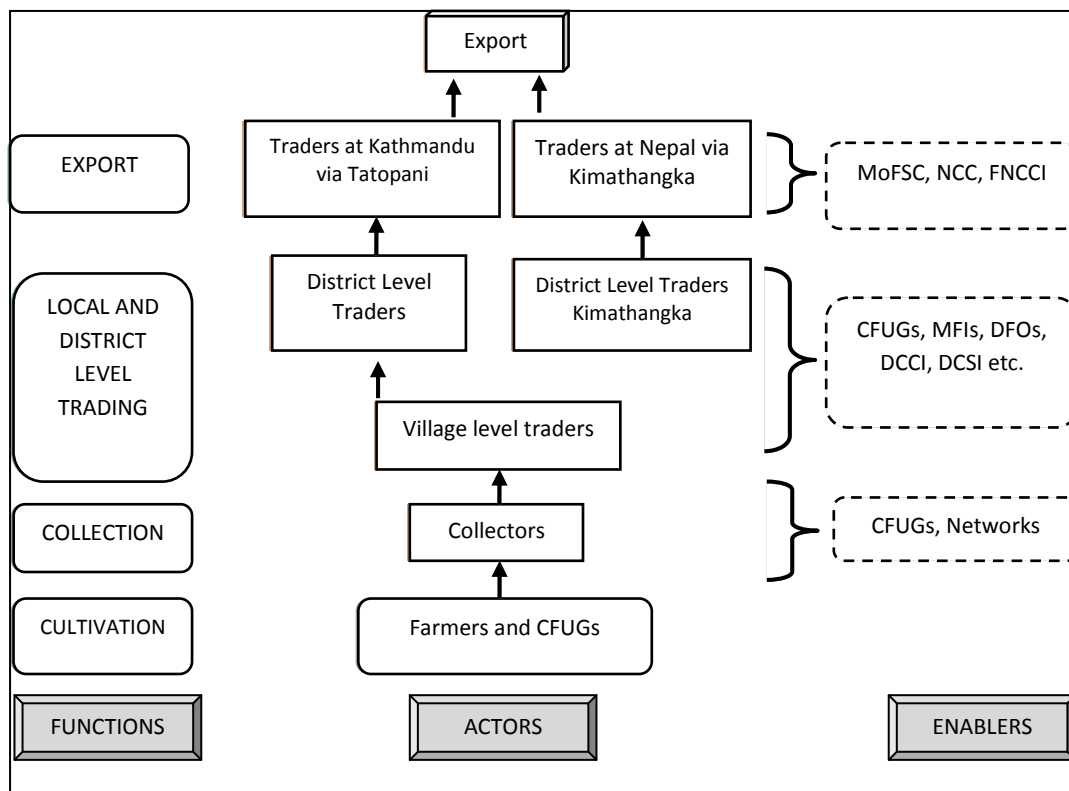 Export
EXPORT
Traders at Kathmandu
via Tatopani
Traders at Nepal via
Kimathangka
MoFSC, NCC, FNCCI
LOCAL AND
DISTRICT
LEVEL
TRADING
District Level
Traders
District Level Traders
Kimathangka
CFUGs, MFIs, DFOs,
DCCI, DCSI etc.
Village level traders
COLLECTION
Collectors
CFUGs, Networks
CULTIVATION
Farmers and CFUGs
FUNCTIONS
ACTORS
ENABLERS